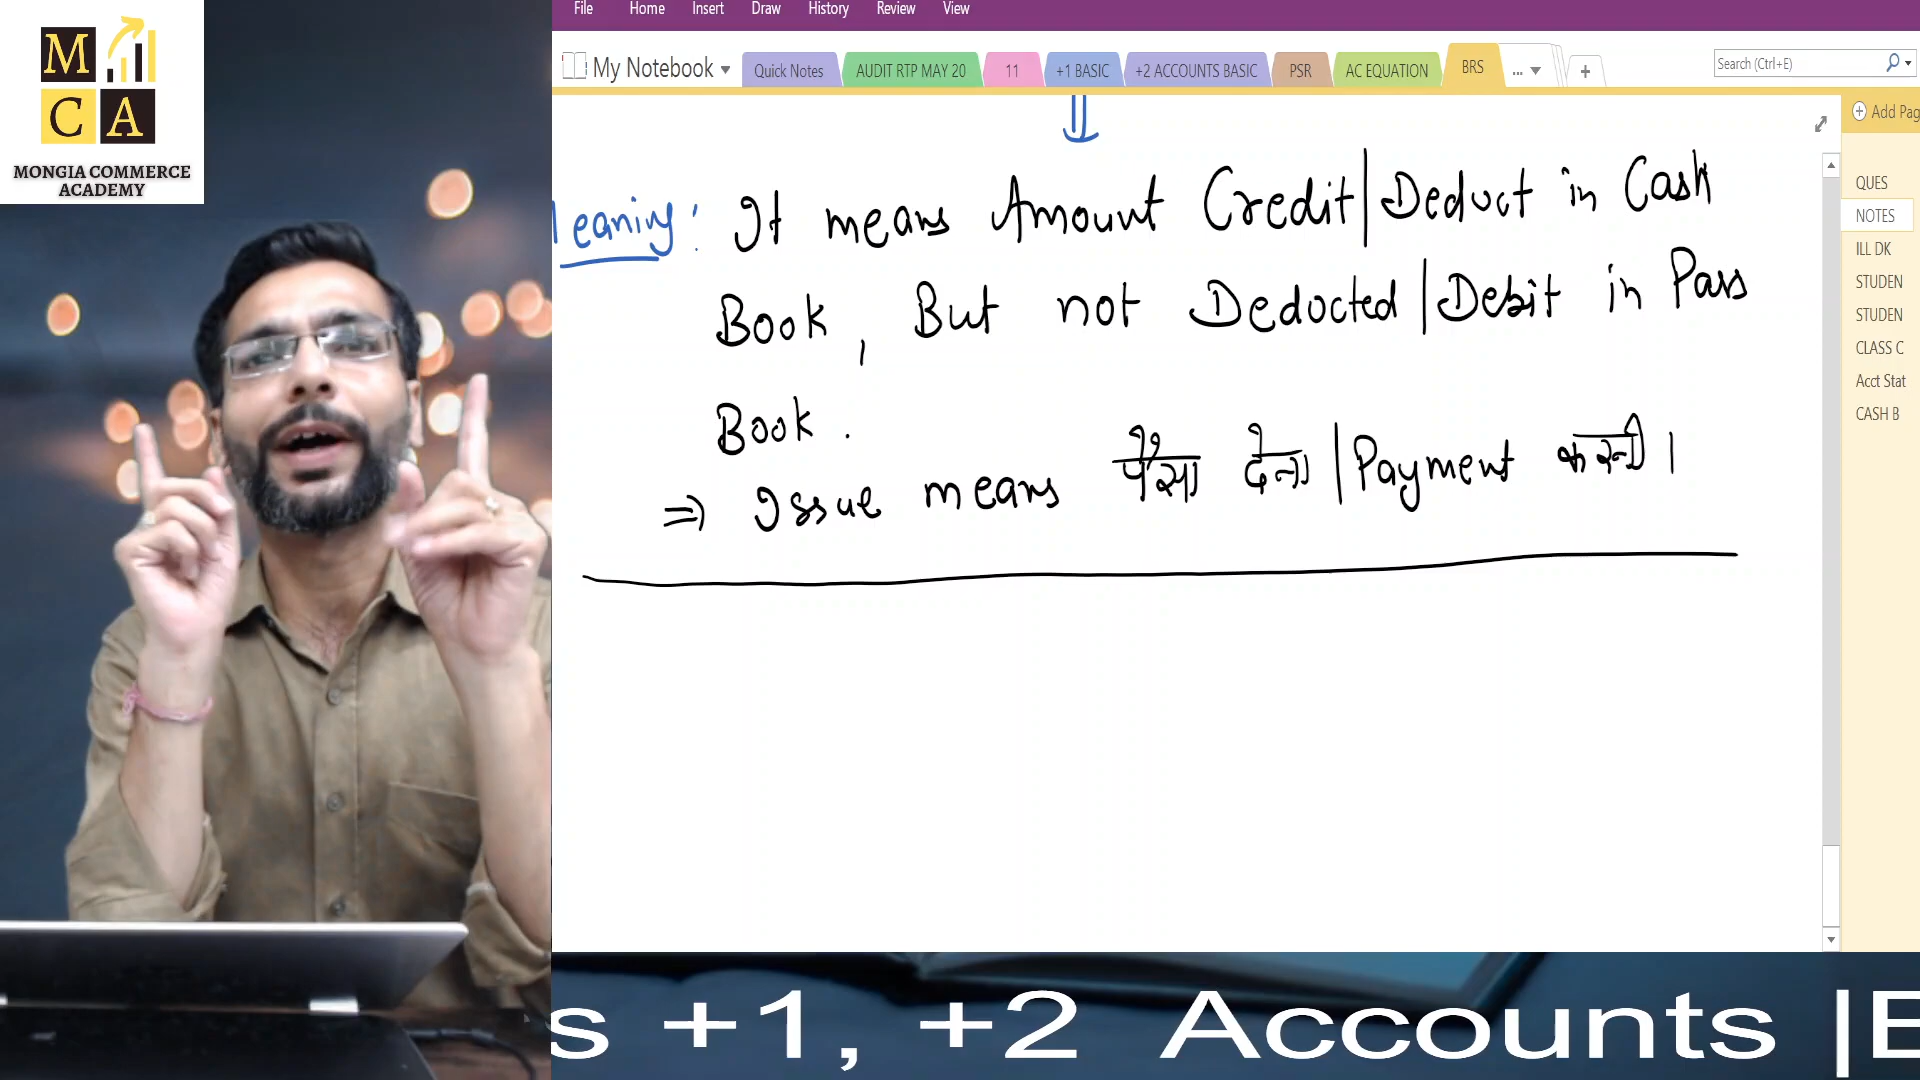 M
C A
MONGIA COMMERCE
ACADEMY
File Home Insert Draw History Review View
My Notebook Quick Notes AUDIT RTP MAY 20 11 +1 BASIC +2 ACCOUNTS BASIC PSR AC EQUATION BRS ... + Search (Ctrl+E)
Add Pag
QUES
NOTES
ILL DK
STUDEN
STUDEN
CLASS C
Acct Stat
CASH B
eaning: It means Amount Credit|Deduct in Cash
Book, But not Deducted|Debit in Pass
Book.
⇒ Issue means पैसा देना|Payment करनी।
s +1, +2 Accounts |E